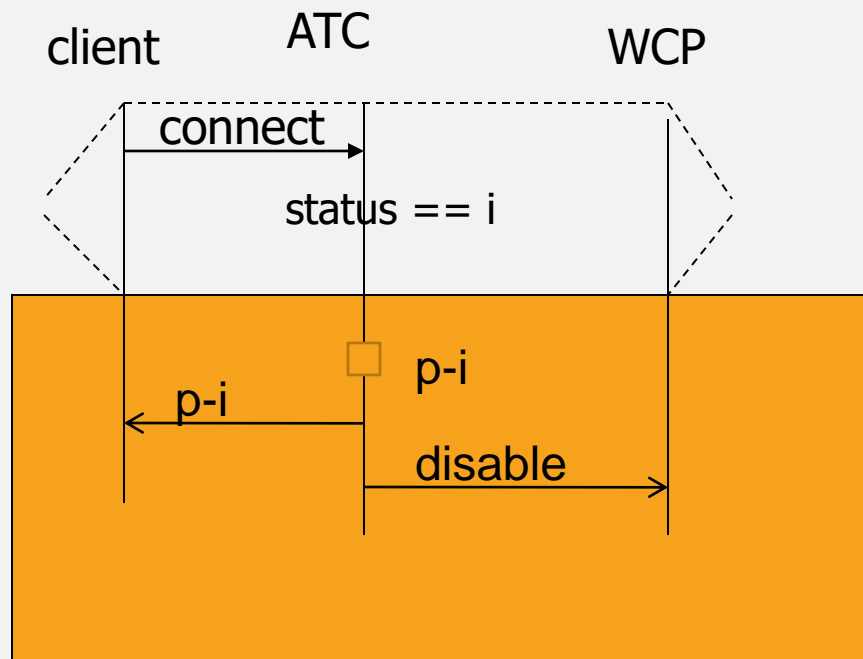 client
ATC
WCP
connect
status == i
p-i
p-i
disable